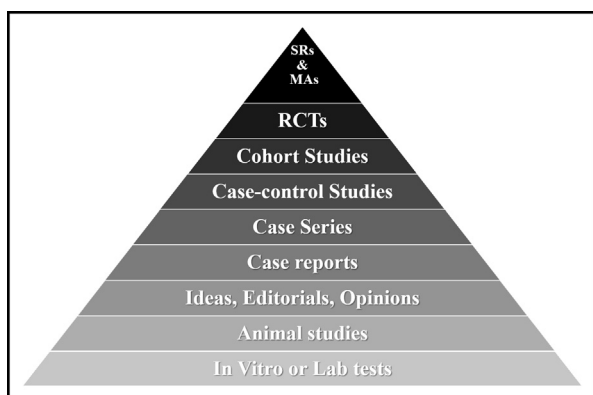 SRs
&
MAs
RCTs
Cohort Studies
Case-control Studies
Case Series
Case reports
Ideas, Editorials, Opinions
Animal studies
In Vitro or Lab tests